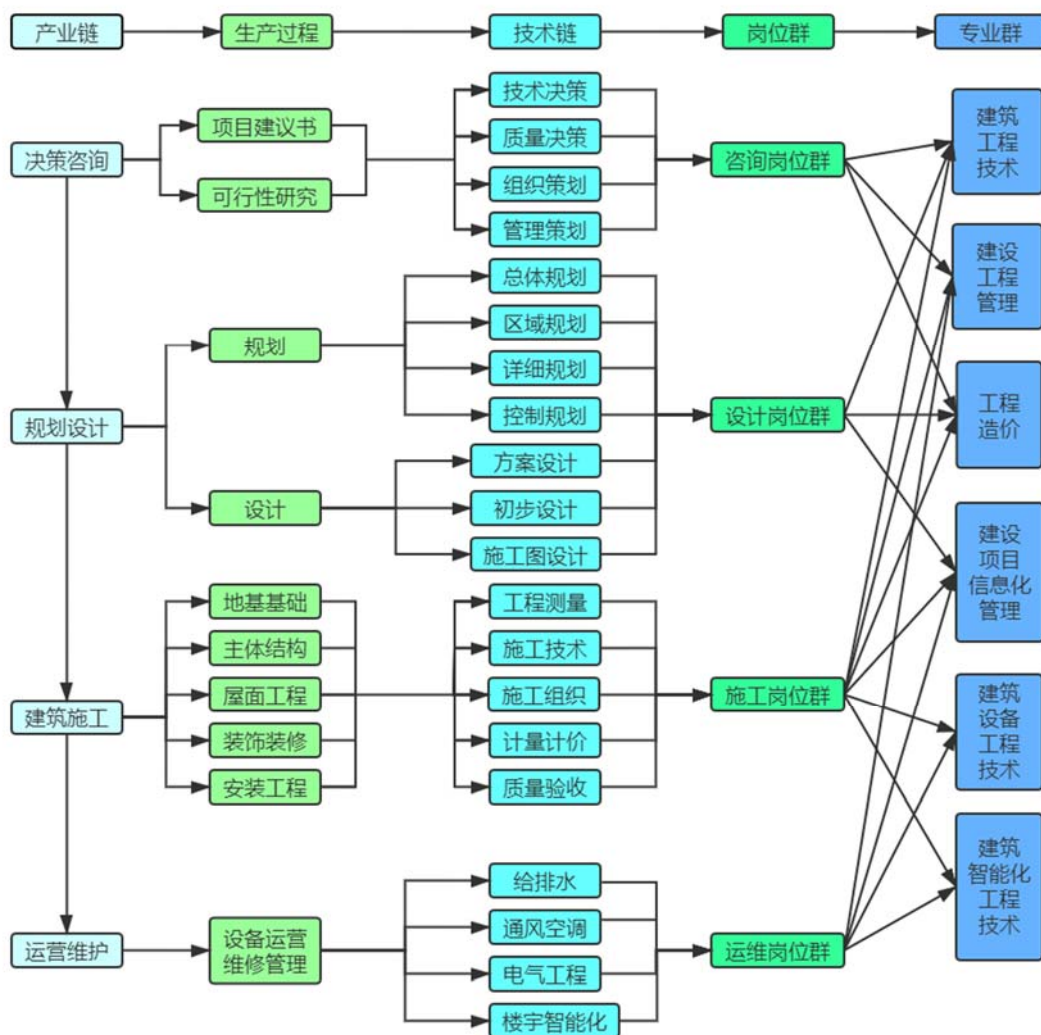 产业链
生产过程
技术链
岗位群
专业群
决策咨询
项目建议书
可行性研究
技术决策
质量决策
组织策划
管理策划
咨询岗位群
规划设计
规划
设计
总体规划
区域规划
详细规划
控制规划
方案设计
初步设计
施工图设计
设计岗位群
建筑施工
地基基础
主体结构
屋面工程
装饰装修
安装工程
工程测量
施工技术
施工组织
计量计价
质量验收
施工岗位群
运营维护
设备运营
维修管理
给排水
通风空调
电气工程
楼宇智能化
运维岗位群
建筑
工程
技术
建设
工程
管理
工程
造价
建设
项目
信息化
管理
建筑
设备
工程
技术
建筑
智能化
工程
技术